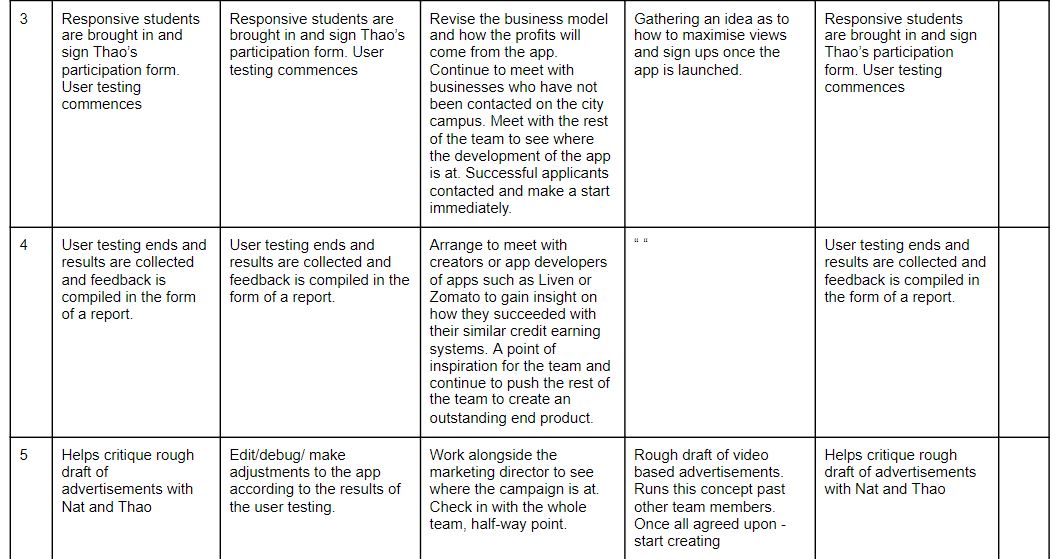 3
Responsive students
are brought in and
sign Thao's
participation form.
User testing
commences
Responsive students are
brought in and sign Thao's
participation form. User
testing commences
Revise the business model
and how the profits will
come from the app.
Continue to meet with
businesses who have not
been contacted on the city
campus. Meet with the rest
of the team to see where
the development of the app
is at. Successful applicants
contacted and make a start
immediately.
Gathering an idea as to
how to maximise views
and sign ups once the
app is launched.
Responsive students
are brought in and sign
Thao's participation
form. User testing
commences
4
User testing ends and
results are collected
and feedback is
compiled in the form
of a report.
User testing ends and
results are collected and
feedback is compiled in the
form of a report.
Arrange to meet with
creators or app developers
of apps such as Liven or
Zomato to gain insight on
how they succeeded with
their similar credit earning
systems. A point of
inspiration for the team and
continue to push the rest of
the team to create an
outstanding end product.
“ “
User testing ends and
results are collected and
feedback is compiled in
the form of a report.
5
Helps critique rough
draft of
advertisements with
Nat and Thao
Edit/debug/ make
adjustments to the app
according to the results of
the user testing.
Work alongside the
marketing director to see
where the campaign is at.
Check in with the whole
team, half-way point.
Rough draft of video
based advertisements.
Runs this concept past
other team members.
Once all agreed upon -
start creating
Helps critique rough
draft of advertisements
with Nat and Thao